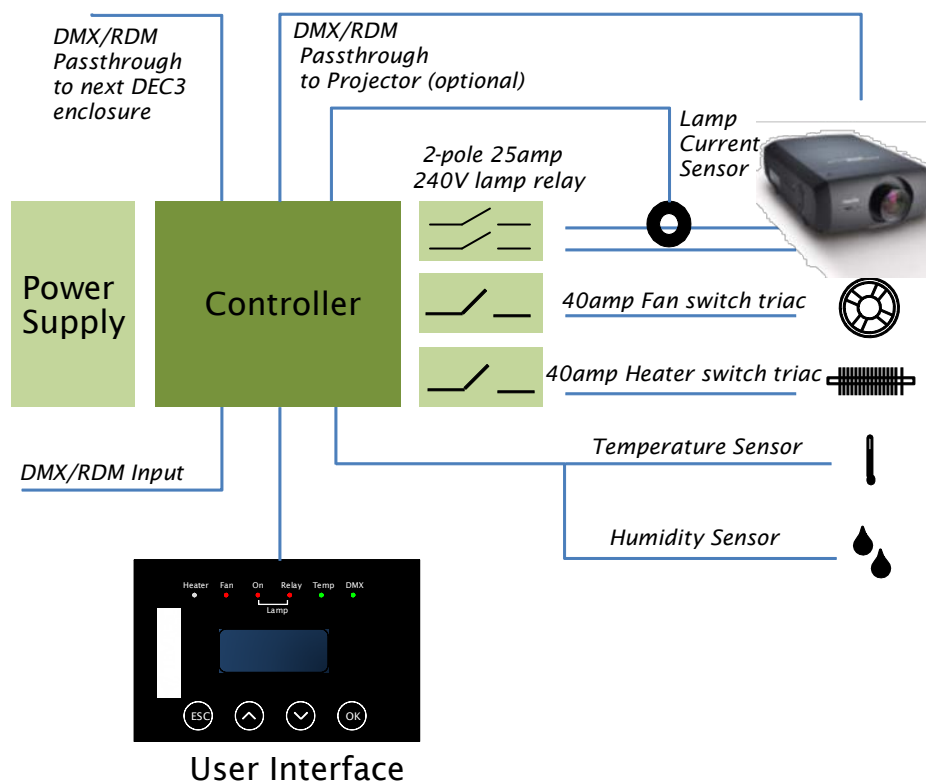 DMX/RDM
Passthrough
to next DEC3
enclosure
DMX/RDM
Passthrough
to Projector (optional)
Lamp
Current
Sensor
2-pole 25amp
240V lamp relay
Power
Supply
Controller
40amp Fan switch triac
40amp Heater switch triac
Temperature Sensor
DMX/RDM Input
Humidity Sensor
Heater Fan On Relay Temp DMX
Lamp
ESC OK
User Interface